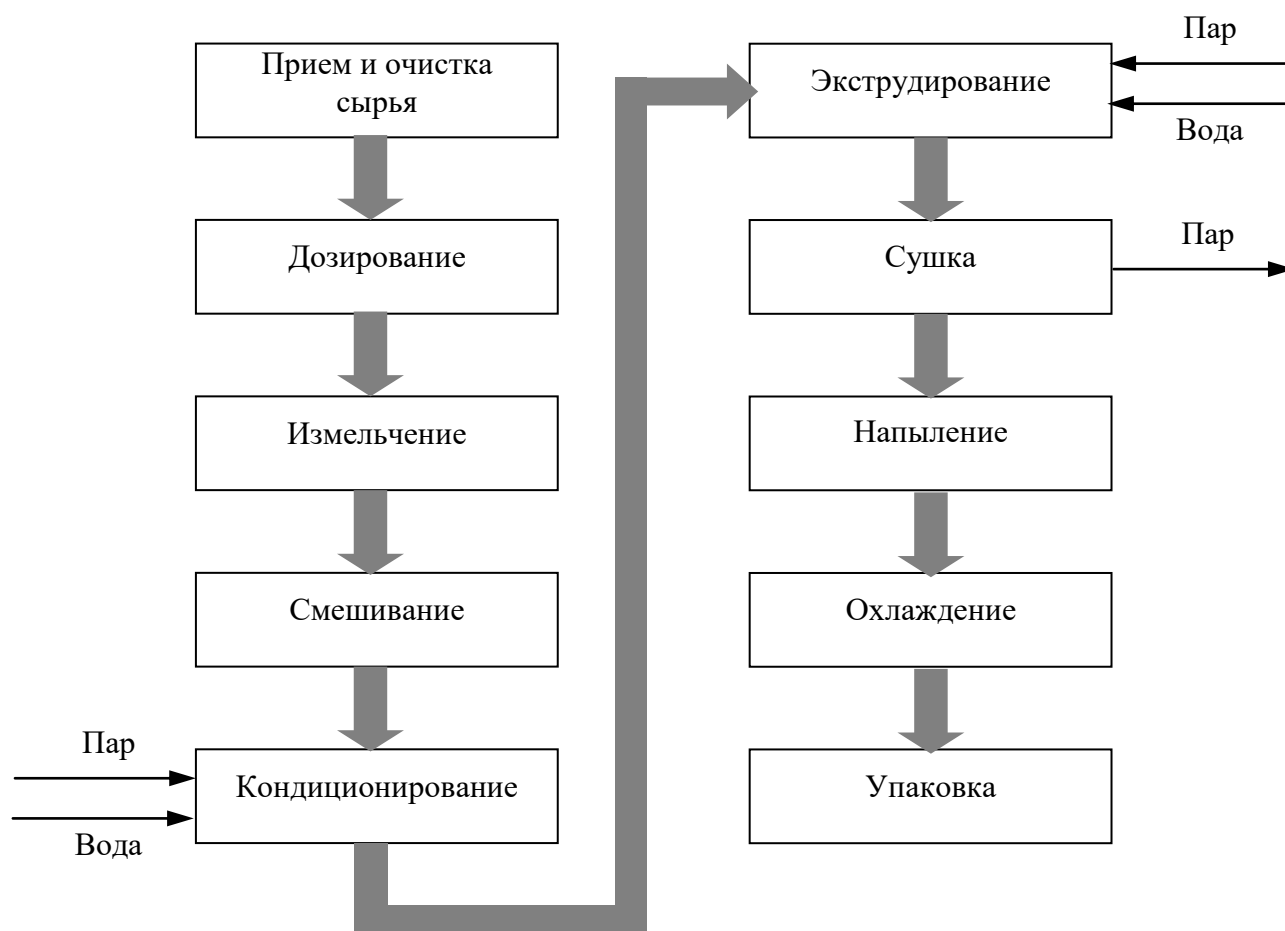 Прием и очистка
сырья
Дозирование
Измельчение
Смешивание
Пар
Кондиционирование
Вода
Пар
Экструдирование
Вода
Пар
Сушка
Напыление
Охлаждение
Упаковка